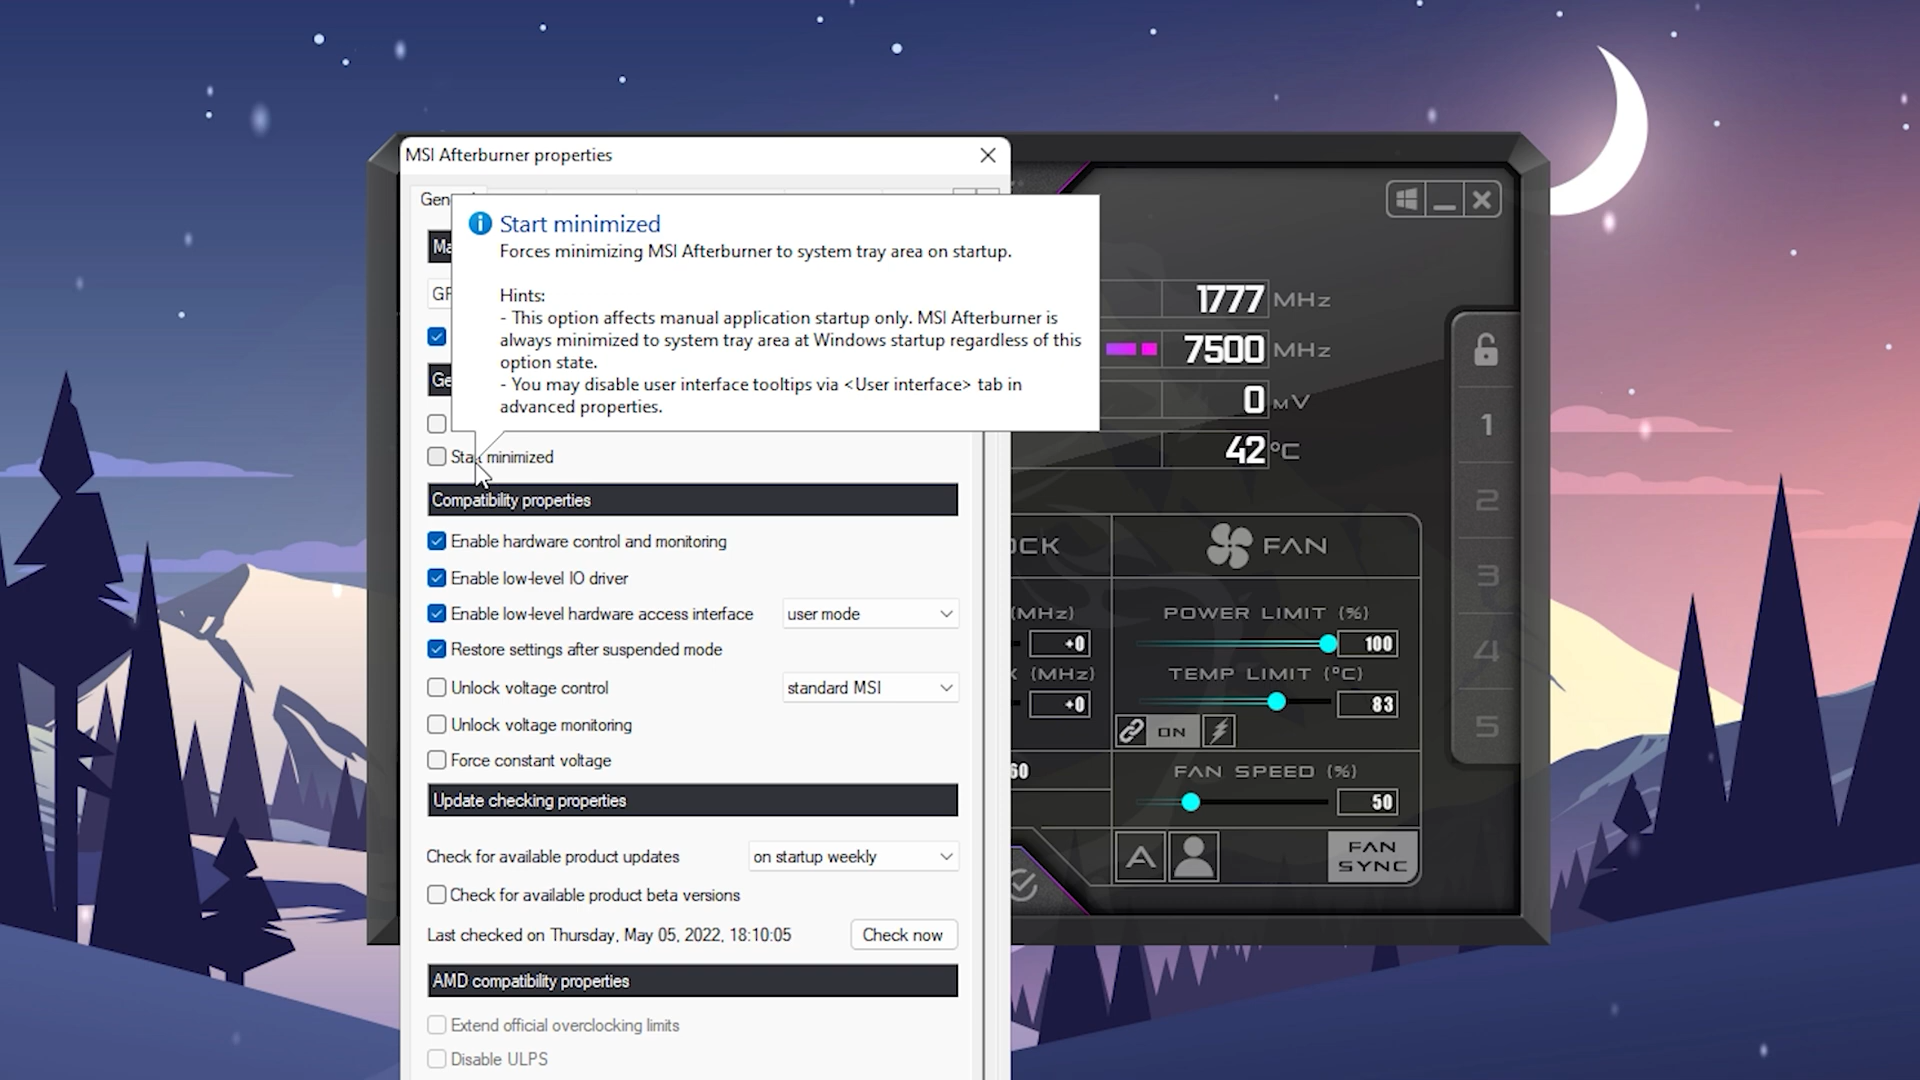 MSI Afterburner properties
Start minimized
Forces minimizing MSI Afterburner to system tray area on startup.
Hints:
- This option affects manual application startup only. MSI Afterburner is
always minimized to system tray area at Windows startup regardless of this
option state.
- You may disable user interface tooltips via <User interface> tab in
advanced properties.
minimized
Compatibility properties
Enable hardware control and monitoring
Enable low-level IO driver
Enable low-level hardware access interface user mode
Restore settings after suspended mode
Unlock voltage control standard MSI
Unlock voltage monitoring
Force constant voltage
Update checking properties
Check for available product updates on startup weekly
Check for available product beta versions
Last checked on Thursday, May 05, 2022, 18:10:05 Check now
AMD compatibility properties
Extend official overclocking limits
Disable ULPS
1777 MHz
7500 MHz
0 mV
42 °C
FAN
(MHz)
+0
(MHz)
+0
60
POWER LIMIT (%)
100
TEMP LIMIT (°C)
83
ON
FAN SPEED (%)
50
A
FAN
SYNC
1
2
3
4
5